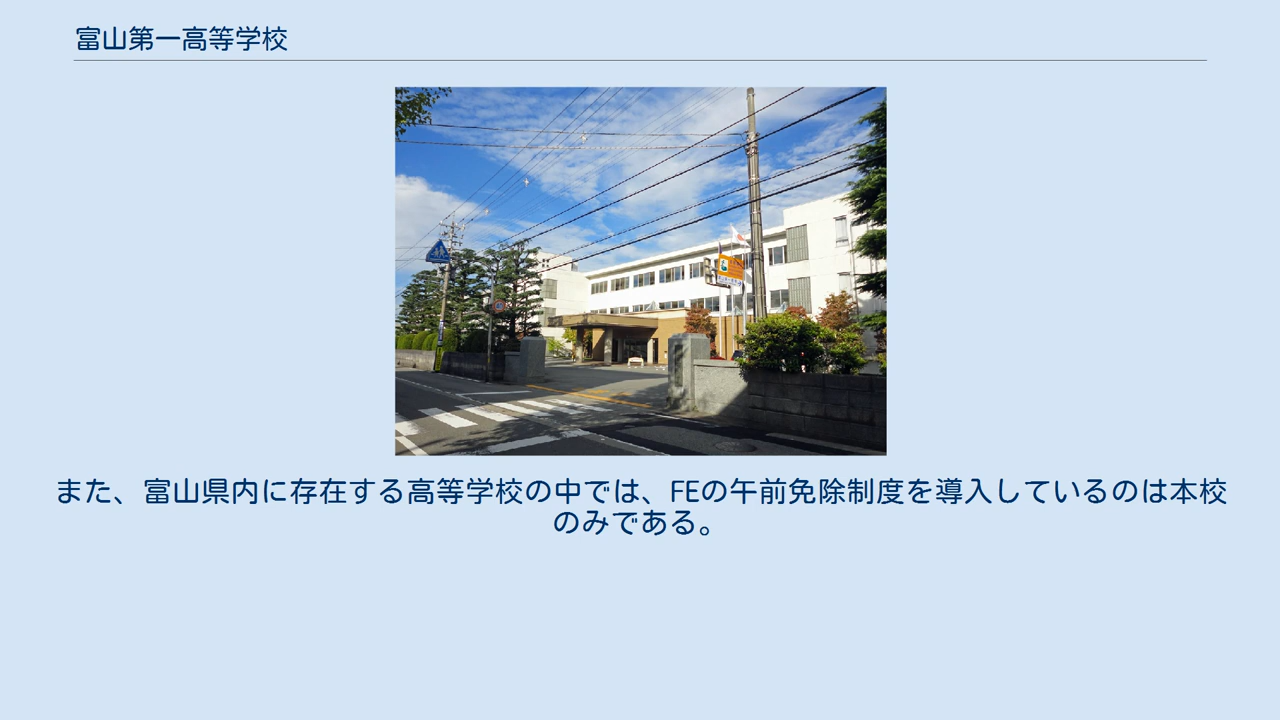 富山第一高等学校
また、富山県内に存在する高等学校の中では、FEの午前免除制度を導入しているのは本校
のみである。